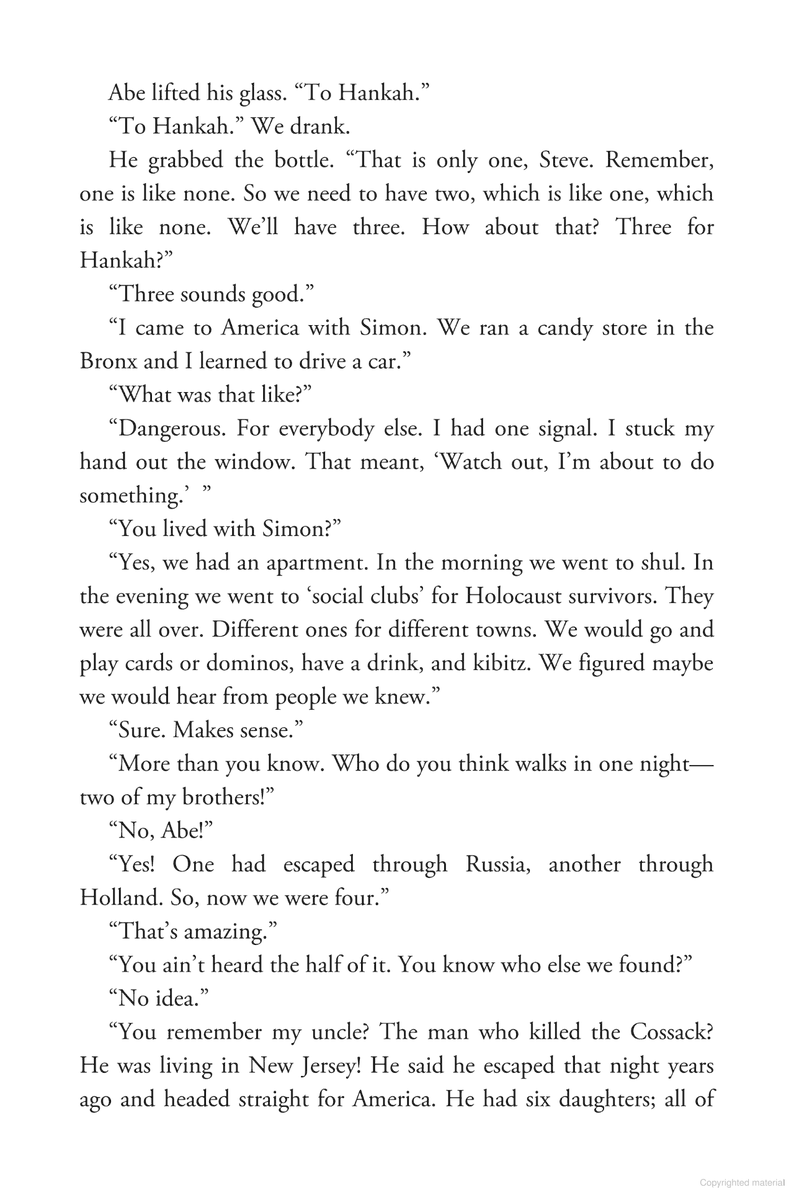 Abe lifted his glass. “To Hankah.”
“To Hankah.” We drank.
He grabbed the bottle. “That is only one, Steve. Remember,
one is like none. So we need to have two, which is like one, which
is like none. We’ll have three. How about that? Three for
Hankah?”
“Three sounds good.”
“I came to America with Simon. We ran a candy store in the
Bronx and I learned to drive a car.”
“What was that like?”
“Dangerous. For everybody else. I had one signal. I stuck my
hand out the window. That meant, ‘Watch out, I’m about to do
something.’ ”
“You lived with Simon?”
“Yes, we had an apartment. In the morning we went to shul. In
the evening we went to ‘social clubs’ for Holocaust survivors. They
were all over. Different ones for different towns. We would go and
play cards or dominos, have a drink, and kibitz. We figured maybe
we would hear from people we knew.”
“Sure. Makes sense.”
“More than you know. Who do you think walks in one night—
two of my brothers!”
“No, Abe!”
“Yes! One had escaped through Russia, another through
Holland. So, now we were four.”
“That’s amazing.”
“You ain’t heard the half of it. You know who else we found?”
“No idea.”
“You remember my uncle? The man who killed the Cossack?
He was living in New Jersey! He said he escaped that night years
ago and headed straight for America. He had six daughters; all of
Copyrighted material